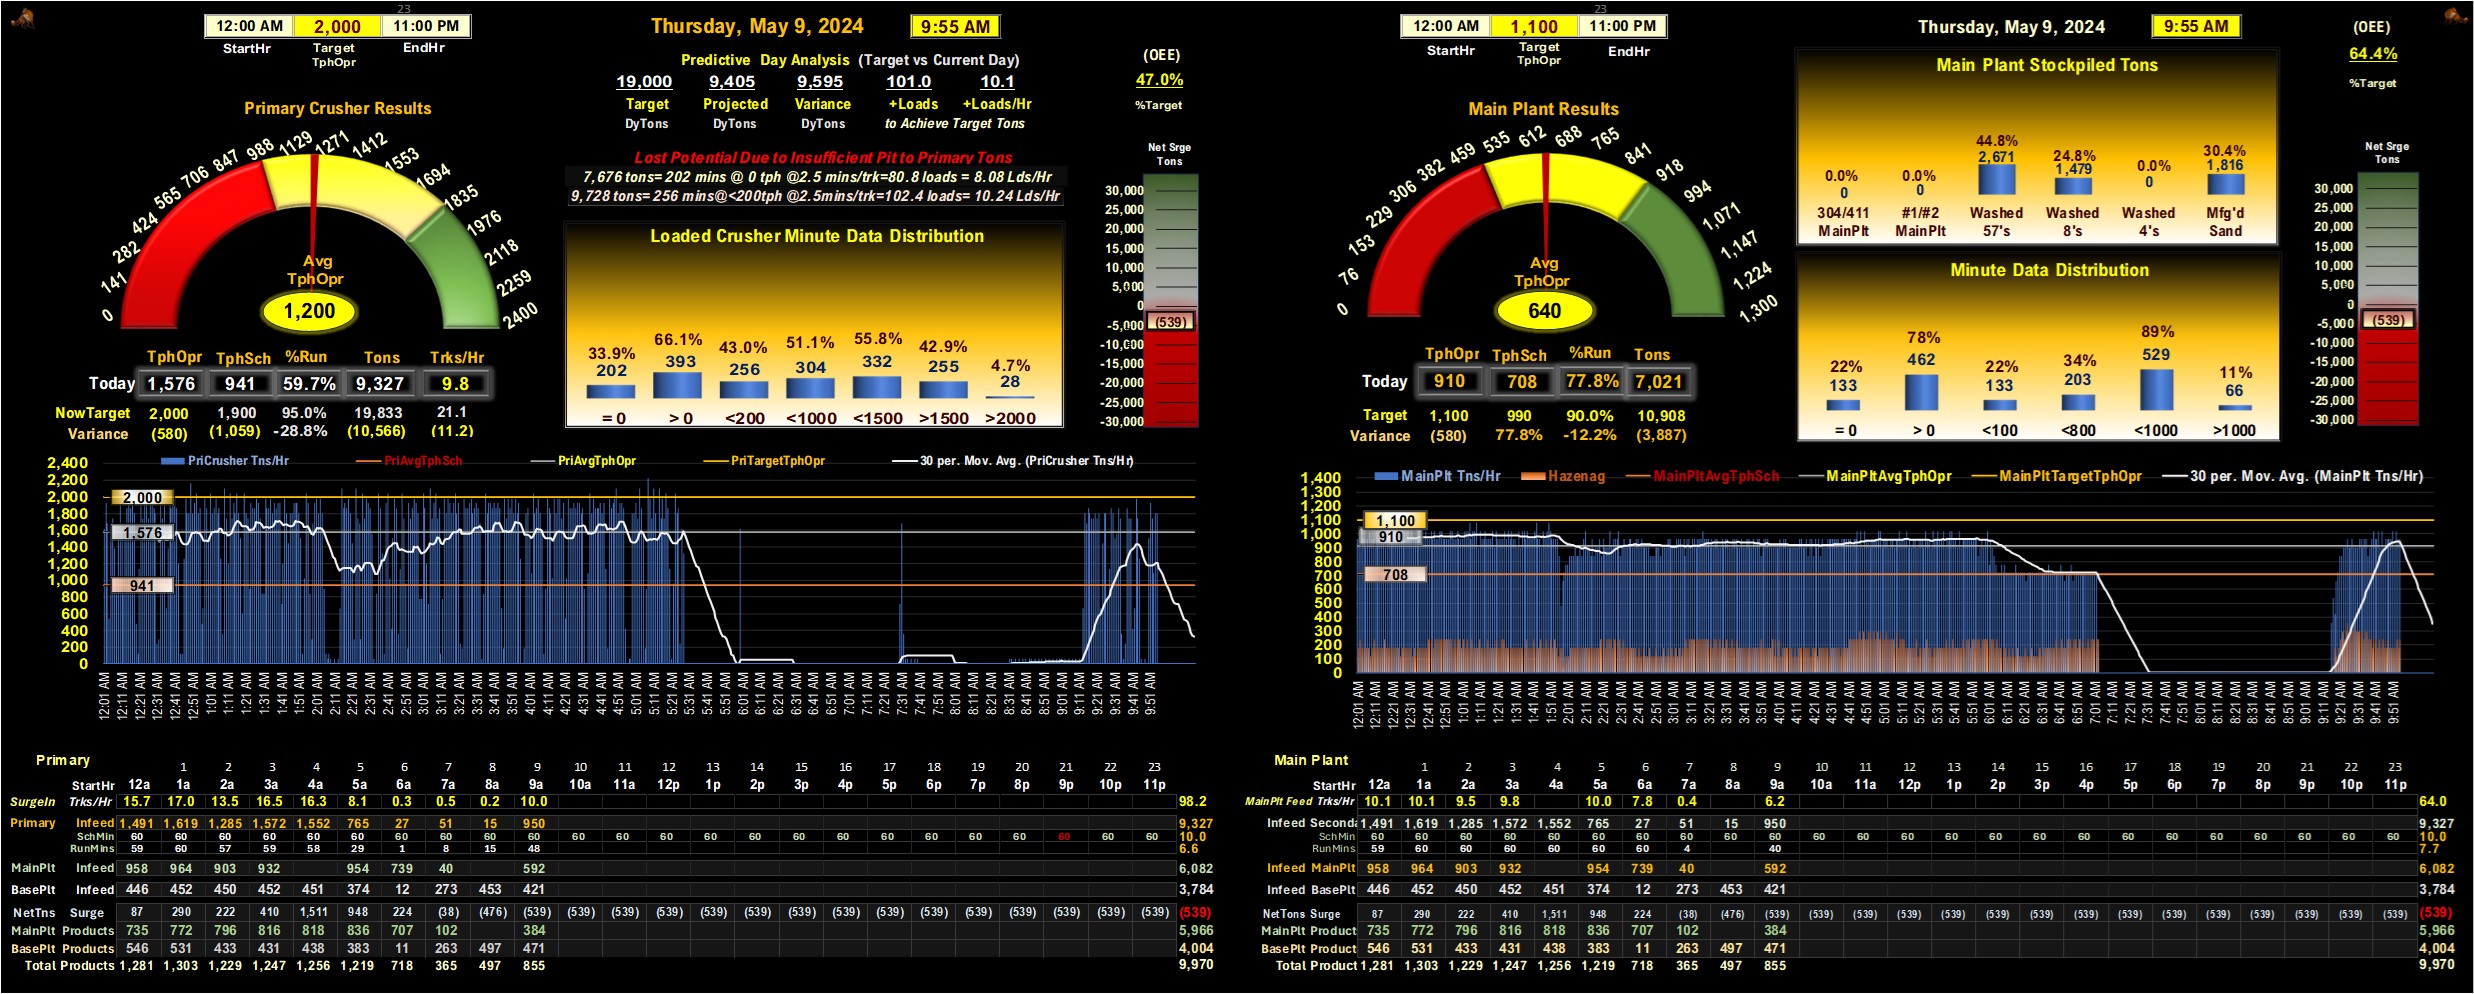 23
12:00 AM 2,000 11:00 PM
StartHr Target TphOpr EndHr
Thursday, May 9, 2024 9:55 AM
Predictive Day Analysis (Target vs Current Day)
19,000 9,405 9,595 101.0 10.1
Target Projected Variance +Loads +Loads/Hr
DyTons DyTons DyTons to Achieve Target Tons
(OEE)
47.0%
%Target
Primary Crusher Results
0 141 282 424 565 706 847 988 1129 1271 1412 1553 1694 1835 1976 2118 2259 2400
Avg
TphOpr
1,200
Lost Potential Due to Insufficient Pit to Primary Tons
7,676 tons= 202 mins @ 0 tph @2.5 mins/trk=80.8 loads = 8.08 Lds/Hr
9,728 tons= 256 mins@<200tph @2.5mins/trk=102.4 loads= 10.24 Lds/Hr
Loaded Crusher Minute Data Distribution
33.9% 66.1% 43.0% 51.1% 55.8% 42.9% 4.7%
202 393 256 304 332 255 28
= 0 > 0 <200 <1000 <1500 >1500 >2000
Net Srge
Tons
30,000
25,000
20,000
15,000
10,000
5,000
0
(539)
-5,000
-10,000
-15,000
-20,000
-25,000
-30,000
TphOpr TphSch %Run Tons Trks/Hr
Today 1,576 941 59.7% 9,327 9.8
NowTarget 2,000 1,900 95.0% 19,833 21.1
Variance (580) (1,059) -28.8% (10,566) (11.2)
PriCrusher Tns/Hr PriAvgTphSch PriAvgTphOpr PriTargetTphOpr 30 per. Mov. Avg. (PriCrusher Tns/Hr)
2,400
2,200
2,000
1,800
1,600
1,400
1,200
1,000
800
600
400
200
0
2,000
1,576
941
12:01 AM 12:11 AM 12:21 AM 12:31 AM 12:41 AM 12:51 AM 1:01 AM 1:11 AM 1:21 AM 1:31 AM 1:41 AM 1:51 AM 2:01 AM 2:11 AM 2:21 AM 2:31 AM 2:41 AM 2:51 AM 3:01 AM 3:11 AM 3:21 AM 3:31 AM 3:41 AM 3:51 AM 4:01 AM 4:11 AM 4:21 AM 4:31 AM 4:41 AM 4:51 AM 5:01 AM 5:11 AM 5:21 AM 5:31 AM 5:41 AM 5:51 AM 6:01 AM 6:11 AM 6:21 AM 6:31 AM 6:41 AM 6:51 AM 7:01 AM 7:11 AM 7:21 AM 7:31 AM 7:41 AM 7:51 AM 8:01 AM 8:11 AM 8:21 AM 8:31 AM 8:41 AM 8:51 AM 9:01 AM 9:11 AM 9:21 AM 9:31 AM 9:41 AM 9:51 AM
Primary 1 2 3 4 5 6 7 8 9 10 11 12 13 14 15 16 17 18 19 20 21 22 23
StartHr 12a 1a 2a 3a 4a 5a 6a 7a 8a 9a 10a 11a 12p 1p 2p 3p 4p 5p 6p 7p 8p 9p 10p 11p
SurgeIn Trks/Hr 15.7 17.0 13.5 16.5 16.3 8.1 0.3 0.5 0.2 10.0 98.2
Primary Infeed 1,491 1,619 1,285 1,572 1,552 765 27 51 15 950 9,327
SchMin 60 60 60 60 60 60 60 60 60 60 60 60 60 60 60 60 60 60 60 60 60 60 60 60 10.0
RunMins 59 60 57 59 58 29 1 8 15 48 6.6
MainPlt Infeed 958 964 903 932 954 739 40 592 6,082
BasePlt Infeed 446 452 450 452 451 374 12 273 453 421 3,784
NetTns Surge 87 290 222 410 1,511 948 224 (38) (476) (539) (539) (539) (539) (539) (539) (539) (539) (539) (539) (539) (539) (539) (539) (539) (539)
MainPlt Products 735 772 796 816 818 836 707 102 384 5,966
BasePlt Products 546 531 433 431 438 383 11 263 497 471 4,004
Total Products 1,281 1,303 1,229 1,247 1,256 1,219 718 365 497 855 9,970
23
12:00 AM 1,100 11:00 PM
StartHr Target TphOpr EndHr
Thursday, May 9, 2024 9:55 AM
(OEE)
64.4%
%Target
Main Plant Results
0 76 153 229 306 382 459 535 612 688 765 841 918 994 1,071 1,147 1,224 1,300
Avg
TphOpr
640
Main Plant Stockpiled Tons
0.0% 0.0% 44.8% 24.8% 0.0% 30.4%
0 0 2,671 1,479 0 1,816
304/411 #1/#2 Washed Washed Washed Mfg'd
MainPlt MainPlt 57's 8's 4's Sand
Minute Data Distribution
22% 78% 22% 34% 89% 11%
133 462 133 203 529 66
= 0 > 0 <100 <800 <1000 >1000
Net Srge
Tons
30,000
25,000
20,000
15,000
10,000
5,000
0
(539)
-5,000
-10,000
-15,000
-20,000
-25,000
-30,000
TphOpr TphSch %Run Tons
Today 910 708 77.8% 7,021
Target 1,100 990 90.0% 10,908
Variance (580) 77.8% -12.2% (3,887)
MainPlt Tns/Hr Hazenag MainPltAvgTphSch MainPltAvgTphOpr MainPltTargetTphOpr 30 per. Mov. Avg. (MainPlt Tns/Hr)
1,400
1,300
1,200
1,100
1,000
900
800
700
600
500
400
300
200
100
0
1,100
910
708
12:01 AM 12:11 AM 12:21 AM 12:31 AM 12:41 AM 12:51 AM 1:01 AM 1:11 AM 1:21 AM 1:31 AM 1:41 AM 1:51 AM 2:01 AM 2:11 AM 2:21 AM 2:31 AM 2:41 AM 2:51 AM 3:01 AM 3:11 AM 3:21 AM 3:31 AM 3:41 AM 3:51 AM 4:01 AM 4:11 AM 4:21 AM 4:31 AM 4:41 AM 4:51 AM 5:01 AM 5:11 AM 5:21 AM 5:31 AM 5:41 AM 5:51 AM 6:01 AM 6:11 AM 6:21 AM 6:31 AM 6:41 AM 6:51 AM 7:01 AM 7:11 AM 7:21 AM 7:31 AM 7:41 AM 7:51 AM 8:01 AM 8:11 AM 8:21 AM 8:31 AM 8:41 AM 8:51 AM 9:01 AM 9:11 AM 9:21 AM 9:31 AM 9:41 AM 9:51 AM
Main Plant 1 2 3 4 5 6 7 8 9 10 11 12 13 14 15 16 17 18 19 20 21 22 23
StartHr 12a 1a 2a 3a 4a 5a 6a 7a 8a 9a 10a 11a 12p 1p 2p 3p 4p 5p 6p 7p 8p 9p 10p 11p
MainPlt Feed Trks/Hr 10.1 10.1 9.5 9.8 10.0 7.8 0.4 6.2 64.0
Infeed Seconda 1,491 1,619 1,285 1,572 1,552 765 27 51 15 950 9,327
SchMin 60 60 60 60 60 60 60 60 60 60 60 60 60 60 60 60 60 60 60 60 60 60 60 60 10.0
RunMins 59 60 60 60 60 60 60 4 40 7.7
Infeed MainPlt 958 964 903 932 954 739 40 592 6,082
Infeed BasePlt 446 452 450 452 451 374 12 273 453 421 3,784
NetTons Surge 87 290 222 410 1,511 948 224 (38) (476) (539) (539) (539) (539) (539) (539) (539) (539) (539) (539) (539) (539) (539) (539) (539) (539)
MainPlt Product 735 772 796 816 818 836 707 102 384 5,966
BasePlt Product 546 531 433 431 438 383 11 263 497 471 4,004
Total Product 1,281 1,303 1,229 1,247 1,256 1,219 718 365 497 855 9,970